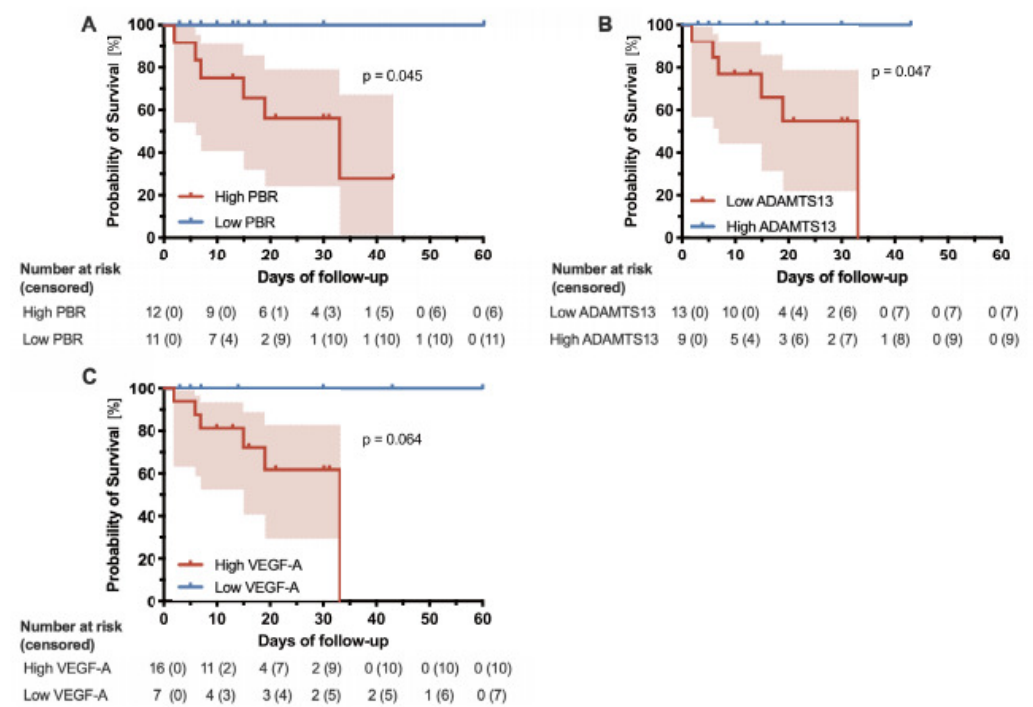 A
Probability of Survival [%]
100
80
60
40
20
0
p = 0.045
High PBR
Low PBR
0 10 20 30 40 50 60
Days of follow-up
Number at risk
(censored)
High PBR 12 (0) 9 (0) 6 (1) 4 (3) 1 (5) 0 (6) 0 (6)
Low PBR 11 (0) 7 (4) 2 (9) 1 (10) 1 (10) 1 (10) 0 (11)
B
Probability of Survival [%]
100
80
60
40
20
0
p = 0.047
Low ADAMTS13
High ADAMTS13
0 10 20 30 40 50 60
Days of follow-up
Number at risk
(censored)
Low ADAMTS13 13 (0) 10 (0) 4 (4) 2 (6) 0 (7) 0 (7) 0 (7)
High ADAMTS13 9 (0) 5 (4) 3 (6) 2 (7) 1 (8) 0 (9) 0 (9)
C
Probability of Survival [%]
100
80
60
40
20
0
p = 0.064
High VEGF-A
Low VEGF-A
0 10 20 30 40 50 60
Days of follow-up
Number at risk
(censored)
High VEGF-A 16 (0) 11 (2) 4 (7) 2 (9) 0 (10) 0 (10) 0 (10)
Low VEGF-A 7 (0) 4 (3) 3 (4) 2 (5) 2 (5) 1 (6) 0 (7)